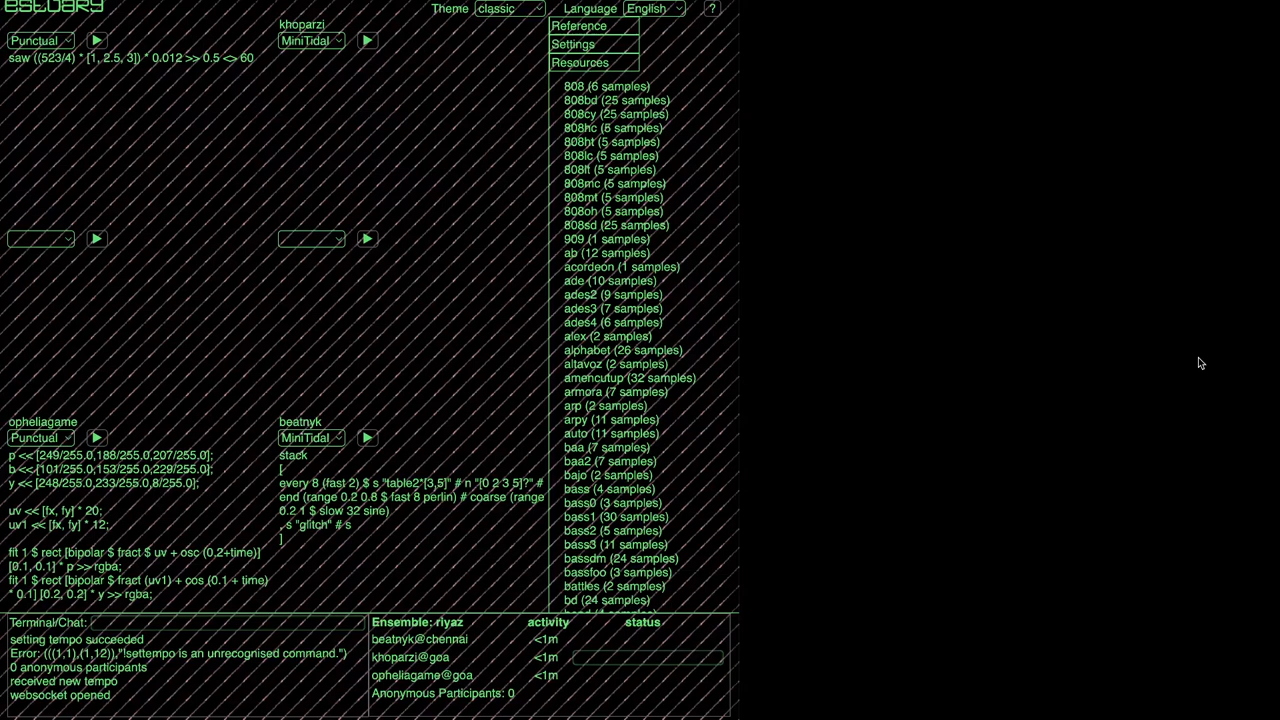 estuary
Theme classic Language English ?
Punctual
saw ((523/4) * [1, 2.5, 3]) * 0.012 >> 0.5 <> 60
khoparzi
MiniTidal
opheliagame
Punctual
p << [249/255.0,188/255.0,207/255.0];
b << [101/255.0,153/255.0,229/255.0];
y << [248/255.0,233/255.0,8/255.0];
uv << [fx, fy] * 20;
uv1 << [fx, fy] * 12;
fit 1 $ rect [bipolar $ fract $ uv + osc (0.2+time)]
[0.1, 0.1] * p >> rgba;
fit 1 $ rect [bipolar $ fract (uv1) + cos (0.1 + time)
* 0.1] [0.2, 0.2] * y >> rgba;
beatnyk
MiniTidal
stack
[
every 8 (fast 2) $ s "table2*[3,5]" # n "[0 2 3 5]?" #
end (range 0.2 0.8 $ fast 8 perlin) # coarse (range
0.2 1 $ slow 32 sine)
, s "glitch" # s
]
Reference
Settings
Resources
808 (6 samples)
808bd (25 samples)
808cy (25 samples)
808hc (5 samples)
808ht (5 samples)
808lc (5 samples)
808lt (5 samples)
808mc (5 samples)
808mt (5 samples)
808oh (5 samples)
808sd (25 samples)
909 (1 samples)
ab (12 samples)
acordeon (1 samples)
ade (10 samples)
ades2 (9 samples)
ades3 (7 samples)
ades4 (6 samples)
alex (2 samples)
alphabet (26 samples)
altavoz (2 samples)
amencutup (32 samples)
armora (7 samples)
arp (2 samples)
arpy (11 samples)
auto (11 samples)
baa (7 samples)
baa2 (7 samples)
bajo (2 samples)
bass (4 samples)
bass0 (3 samples)
bass1 (30 samples)
bass2 (5 samples)
bass3 (11 samples)
bassdm (24 samples)
bassfoo (3 samples)
battles (2 samples)
bd (24 samples)
Terminal/Chat:
setting tempo succeeded
Error: (((1,1),(1,12)),"!settempo is an unrecognised command.")
0 anonymous participants
received new tempo
websocket opened
Ensemble: riyaz activity status
beatnyk@chennai <1m
khoparzi@goa <1m
opheliagame@goa <1m
Anonymous Participants: 0